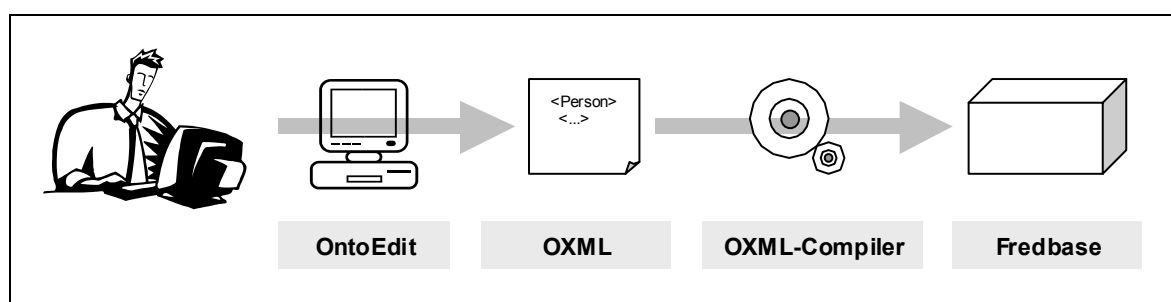 <Person>
<...>
OntoEdit
OXML
OXML-Compiler
Fredbase